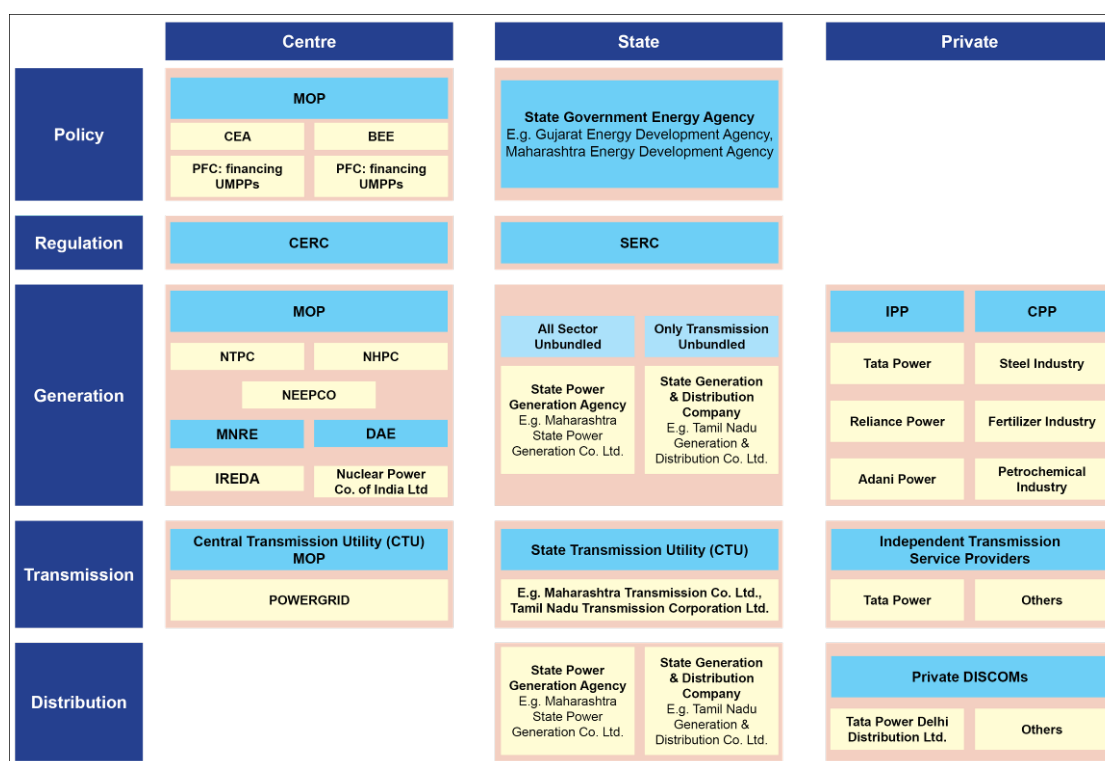 Centre
State
Private
Policy
MOP
CEA
BEE
PFC: financing
UMPPs
PFC: financing
UMPPs
State Government Energy Agency
E.g. Gujarat Energy Development Agency,
Maharashtra Energy Development Agency
Regulation
CERC
SERC
Generation
MOP
NTPC
NHPC
NEEPCO
MNRE
DAE
IREDA
Nuclear Power
Co. of India Ltd
All Sector
Unbundled
Only Transmission
Unbundled
State Power
Generation Agency
E.g. Maharashtra
State Power
Generation Co. Ltd.
State Generation
& Distribution
Company
E.g. Tamil Nadu
Generation &
Distribution Co. Ltd.
IPP
CPP
Tata Power
Steel Industry
Reliance Power
Fertilizer Industry
Adani Power
Petrochemical
Industry
Transmission
Central Transmission Utility (CTU)
MOP
POWERGRID
State Transmission Utility (CTU)
E.g. Maharashtra Transmission Co. Ltd.,
Tamil Nadu Transmission Corporation Ltd.
Independent Transmission
Service Providers
Tata Power
Others
Distribution
State Power
Generation Agency
E.g. Maharashtra
State Power
Generation Co. Ltd.
State Generation
& Distribution
Company
E.g. Tamil Nadu
Generation &
Distribution Co. Ltd.
Private DISCOMs
Tata Power Delhi
Distribution Ltd.
Others